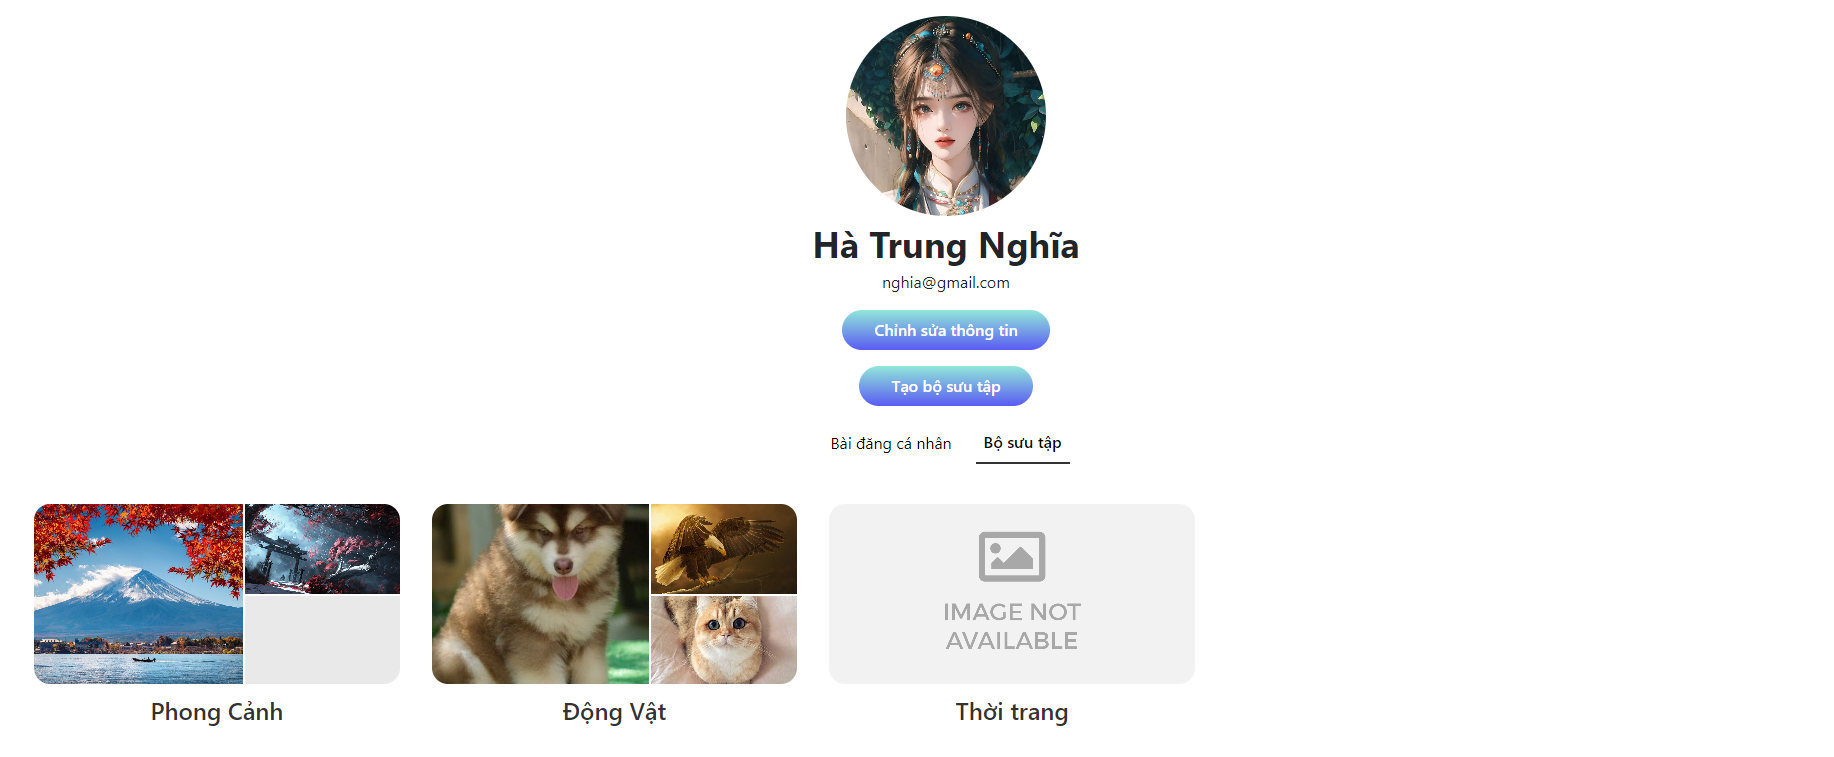 Hà Trung Nghĩa
nghia@gmail.com
Chỉnh sửa thông tin
Tạo bộ sưu tập
Bài đăng cá nhân
Bộ sưu tập
IMAGE NOT
AVAILABLE
Phong Cảnh
Động Vật
Thời trang